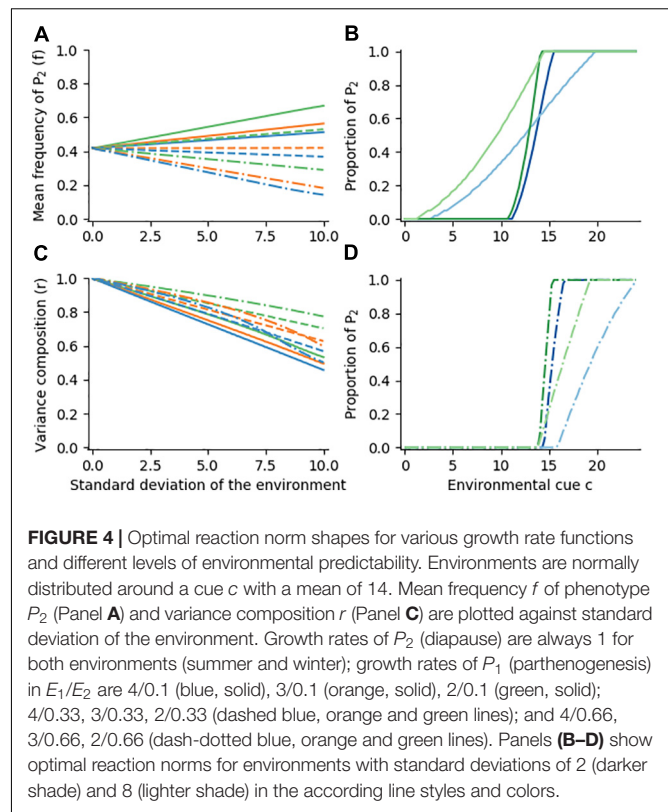 A
B
1.0
0.8
0.6
0.4
0.2
0.0
Mean frequency of P₂ (f)
0.0 2.5 5.0 7.5 10.0
1.0
0.8
0.6
0.4
0.2
0.0
Proportion of P₂
0 5 10 15 20
C
D
1.0
0.8
0.6
0.4
0.2
0.0
Variance composition (r)
0.0 2.5 5.0 7.5 10.0
Standard deviation of the environment
1.0
0.8
0.6
0.4
0.2
0.0
Proportion of P₂
0 5 10 15 20
Environmental cue c
FIGURE 4 | Optimal reaction norm shapes for various growth rate functions
and different levels of environmental predictability. Environments are normally
distributed around a cue c with a mean of 14. Mean frequency f of phenotype
P₂ (Panel A) and variance composition r (Panel C) are plotted against standard
deviation of the environment. Growth rates of P₂ (diapause) are always 1 for
both environments (summer and winter); growth rates of P₁ (parthenogenesis)
in E₁/E₂ are 4/0.1 (blue, solid), 3/0.1 (orange, solid), 2/0.1 (green, solid);
4/0.33, 3/0.33, 2/0.33 (dashed blue, orange and green lines); and 4/0.66,
3/0.66, 2/0.66 (dash-dotted blue, orange and green lines). Panels (B–D) show
optimal reaction norms for environments with standard deviations of 2 (darker
shade) and 8 (lighter shade) in the according line styles and colors.